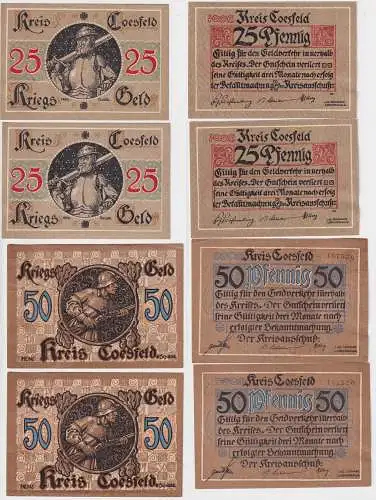 Kreis Coesfeld
25 25
Kriegs Geld
Kreis Coesfeld
25 Pfennig
Gültig für den Geldverkehr innerhalb
des Kreises. Der Gutschein verliert
seine Gültigkeit drei Monate nach erfolg
ter Bekanntmachung. Der Kreisausschuß:
Kreis Coesfeld
25 25
Kriegs Geld
Kreis Coesfeld
25 Pfennig
Gültig für den Geldverkehr innerhalb
des Kreises. Der Gutschein verliert
seine Gültigkeit drei Monate nach erfolg
ter Bekanntmachung. Der Kreisausschuß:
Kriegs Geld
50 50
Kreis Coesfeld
Kreis Coesfeld
50 Pfennig 50
Gültig für den Geldverkehr innerhalb
des Kreises. Der Gutschein verliert
seine Gültigkeit drei Monate nach
erfolgter Bekanntmachung.
Der Kreisausschuß:
Kriegs Geld
50 50
Kreis Coesfeld
Kreis Coesfeld
50 Pfennig 50
Gültig für den Geldverkehr innerhalb
des Kreises. Der Gutschein verliert
seine Gültigkeit drei Monate nach
erfolgter Bekanntmachung.
Der Kreisausschuß: